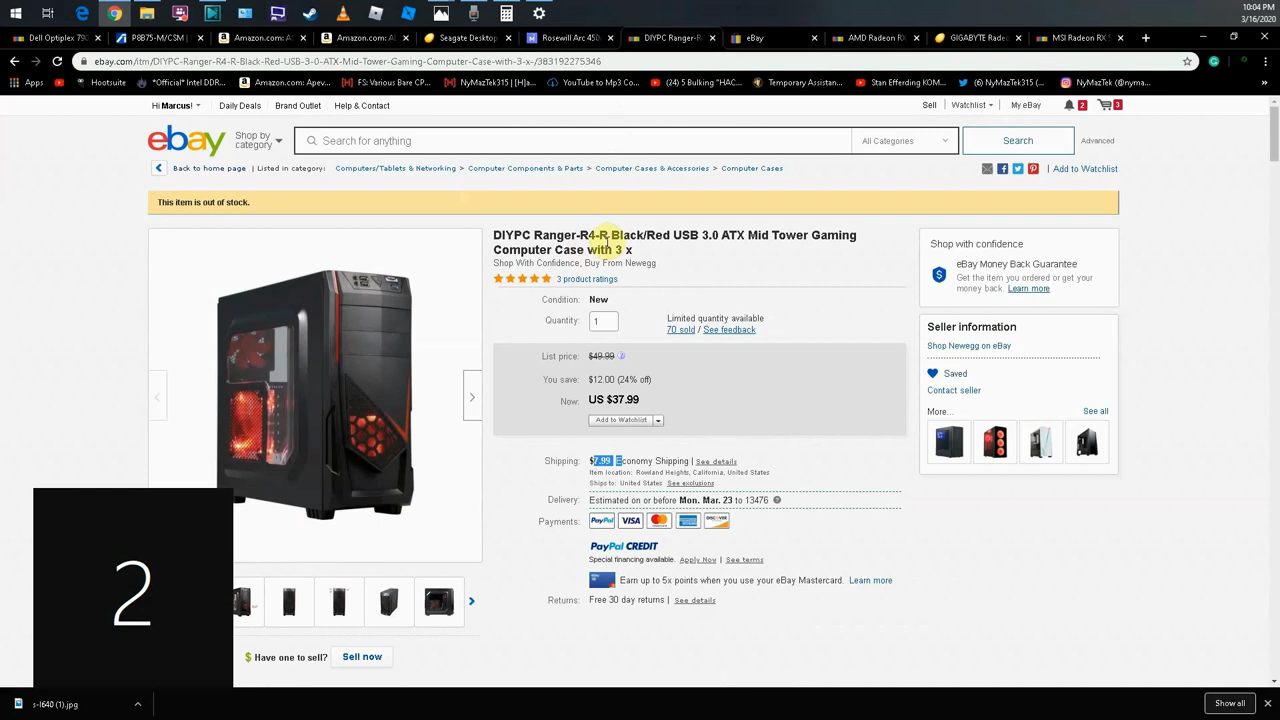 10:04 PM
3/16/2020
Dell Optiplex 790
P8B75-M/CSM |
Amazon.com: AS
Amazon.com: AD
Seagate Desktop
Rosewill Arc 450
DIYPC Ranger-R
eBay
AMD Radeon RX
GIGABYTE Radeo
MSI Radeon RX 5
ebay.com/itm/DIYPC-Ranger-R4-R-Black-Red-USB-3-0-ATX-Mid-Tower-Gaming-Computer-Case-with-3-x-/383192275346
Apps
Hootsuite
*Official* Intel DDR...
Amazon.com: Apev...
FS: Various Bare CP...
NyMazTek315 | [H]a...
YouTube to Mp3 Co...
(24) 5 Bulking "HAC...
Temporary Assistan...
Stan Efferding KOM...
(6) NyMazTek315 / T...
NyMazTek (@nyma...
Hi Marcus!
Daily Deals
Brand Outlet
Help & Contact
Sell
Watchlist
My eBay
2
3
ebay
Shop by category
Search for anything
All Categories
Search
Advanced
Back to home page | Listed in category:
Computers/Tablets & Networking > Computer Components & Parts > Computer Cases & Accessories > Computer Cases
| Add to Watchlist
This item is out of stock.
DIYPC Ranger-R4-R Black/Red USB 3.0 ATX Mid Tower Gaming
Computer Case with 3 x
Shop With Confidence, Buy From Newegg
3 product ratings
Condition: New
Quantity: 1
Limited quantity available
70 sold / See feedback
List price: $49.99
You save: $12.00 (24% off)
Now: US $37.99
Add to Watchlist
Shipping: $7.99 Economy Shipping | See details
Item location: Rowland Heights, California, United States
Ships to: United States See exclusions
Delivery: Estimated on or before Mon. Mar. 23 to 13476
Payments: PayPal VISA MasterCard DISCOVER
PayPal CREDIT
Special financing available. Apply Now | See terms
Earn up to 5x points when you use your eBay Mastercard. Learn more
Returns: Free 30 day returns | See details
Shop with confidence
eBay Money Back Guarantee
Get the item you ordered or get your
money back. Learn more
Seller information
Shop Newegg on eBay
Saved
Contact seller
More...
See all
2
$ Have one to sell? Sell now
s-l640 (1).jpg
Show all